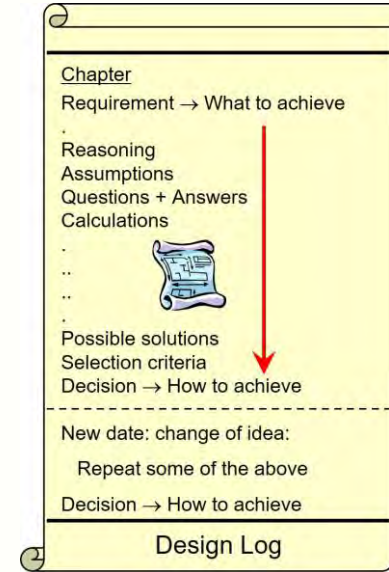 Chapter
Requirement → What to achieve
.
Reasoning
Assumptions
Questions + Answers
Calculations
.
..
..
.
Possible solutions
Selection criteria
Decision → How to achieve
New date: change of idea:
Repeat some of the above
Decision → How to achieve
Design Log